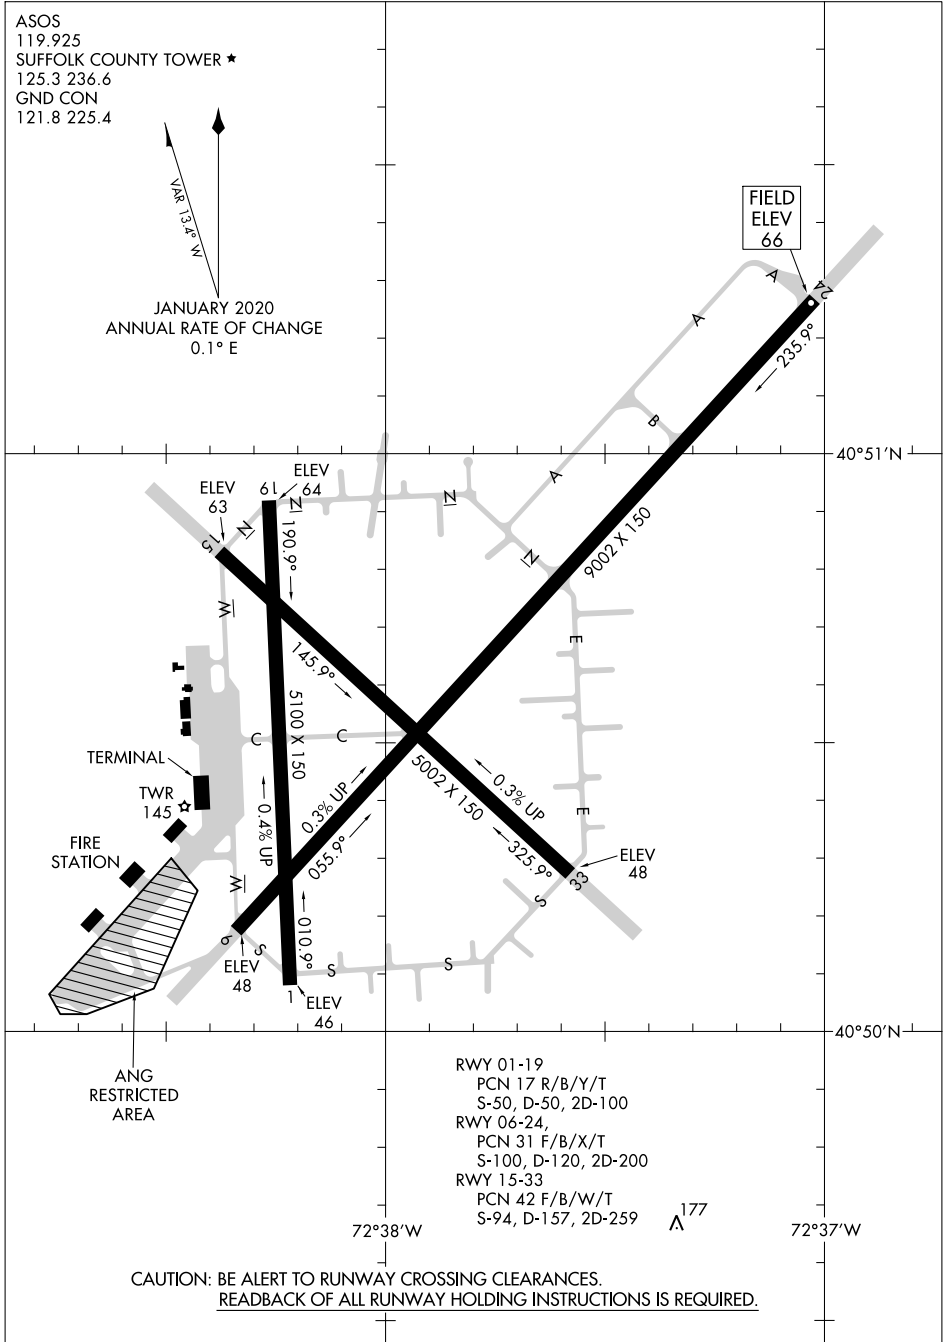 ASOS
119.925
SUFFOLK COUNTY TOWER ★
125.3 236.6
GND CON
121.8 225.4
VAR 13.4° W
JANUARY 2020
ANNUAL RATE OF CHANGE
0.1° E
FIELD
ELEV
66
A
24
A
235.9°
B
40°51'N
A
ELEV
64
ELEV
63
19
N
N
N
N
15
190.9°
9002 X 150
W
E
145.9°
5100 X 150
C
C
5002 X 150
TERMINAL
TWR
145
0.4% UP
0.3% UP
0.3% UP
E
FIRE
STATION
055.9°
325.9°
ELEV
48
33
W
S
010.9°
6
S
ELEV
48
S
S
1
ELEV
46
40°50'N
ANG
RESTRICTED
AREA
RWY 01-19
PCN 17 R/B/Y/T
S-50, D-50, 2D-100
RWY 06-24,
PCN 31 F/B/X/T
S-100, D-120, 2D-200
RWY 15-33
PCN 42 F/B/W/T
S-94, D-157, 2D-259
177
72°38'W
72°37'W
CAUTION: BE ALERT TO RUNWAY CROSSING CLEARANCES.
READBACK OF ALL RUNWAY HOLDING INSTRUCTIONS IS REQUIRED.